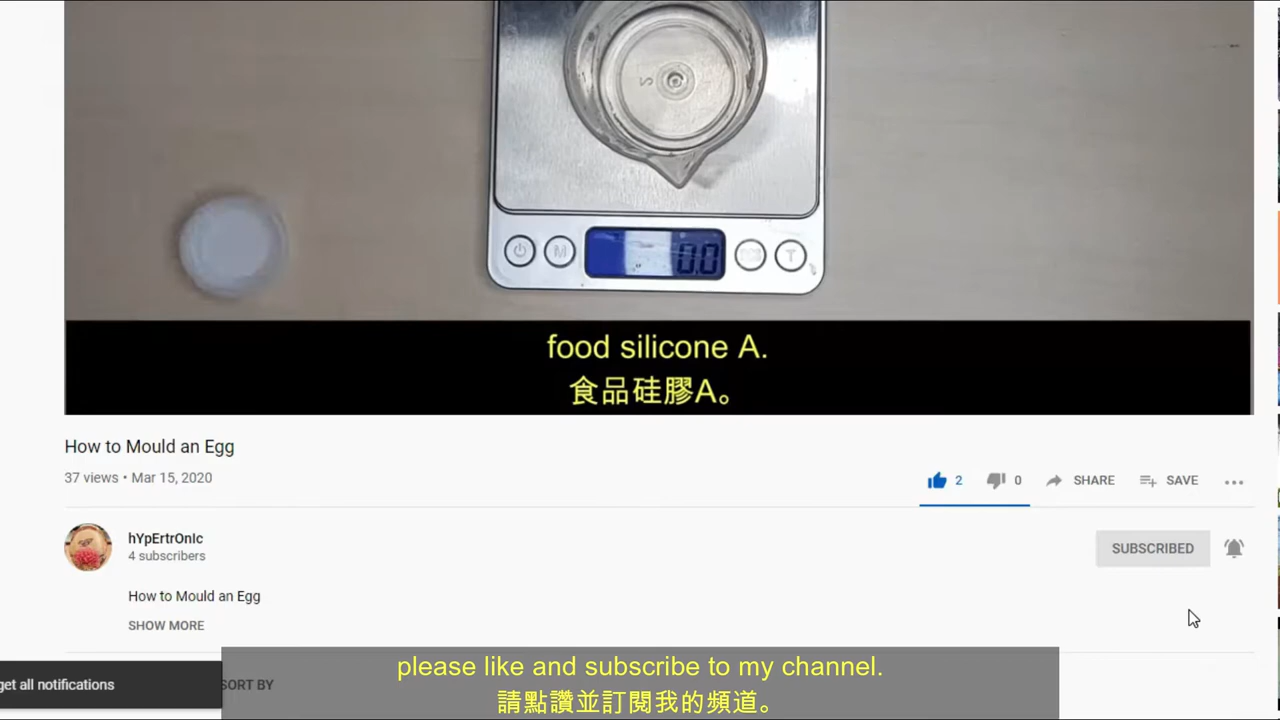 M
0.0
T
food silicone A.
食品硅膠A。
How to Mould an Egg
37 views • Mar 15, 2020
2
0
SHARE
SAVE
hYpErtrOnIc
4 subscribers
SUBSCRIBED
How to Mould an Egg
SHOW MORE
please like and subscribe to my channel.
get all notifications
SORT BY
請點讚並訂閱我的頻道。